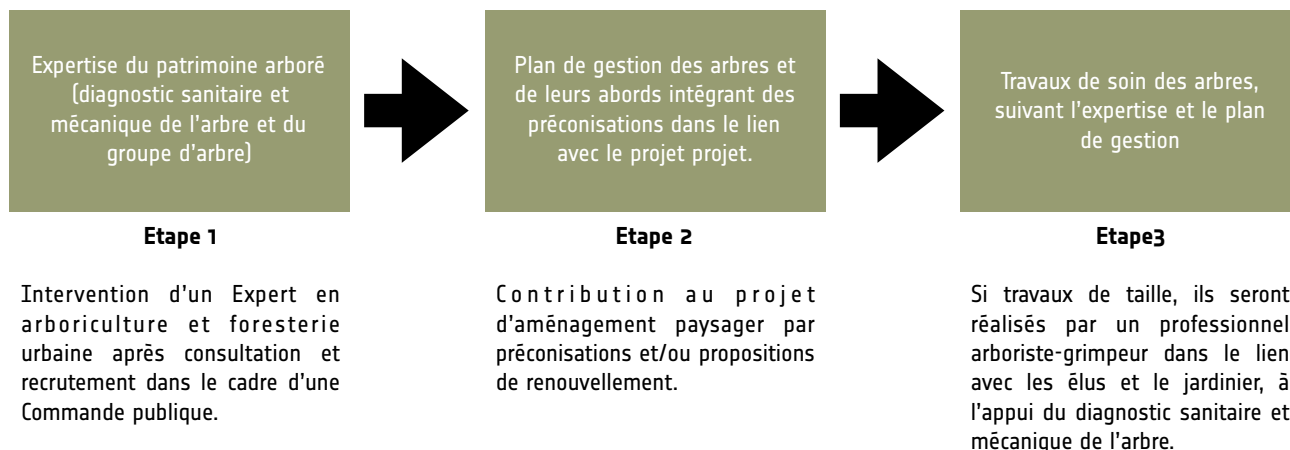 Expertise du patrimoine arboré
(diagnostic sanitaire et
mécanique de l'arbre et du
groupe d'arbre)
Etape 1
Intervention d'un Expert en
arboriculture et foresterie
urbaine après consultation et
recrutement dans le cadre d'une
Commande publique.
Plan de gestion des arbres et
de leurs abords intégrant des
préconisations dans le lien
avec le projet projet.
Etape 2
Contribution au projet
d'aménagement paysager par
préconisations et/ou propositions
de renouvellement.
Travaux de soin des arbres,
suivant l'expertise et le plan
de gestion
Etape3
Si travaux de taille, ils seront
réalisés par un professionnel
arboriste-grimpeur dans le lien
avec les élus et le jardinier, à
l'appui du diagnostic sanitaire et
mécanique de l'arbre.